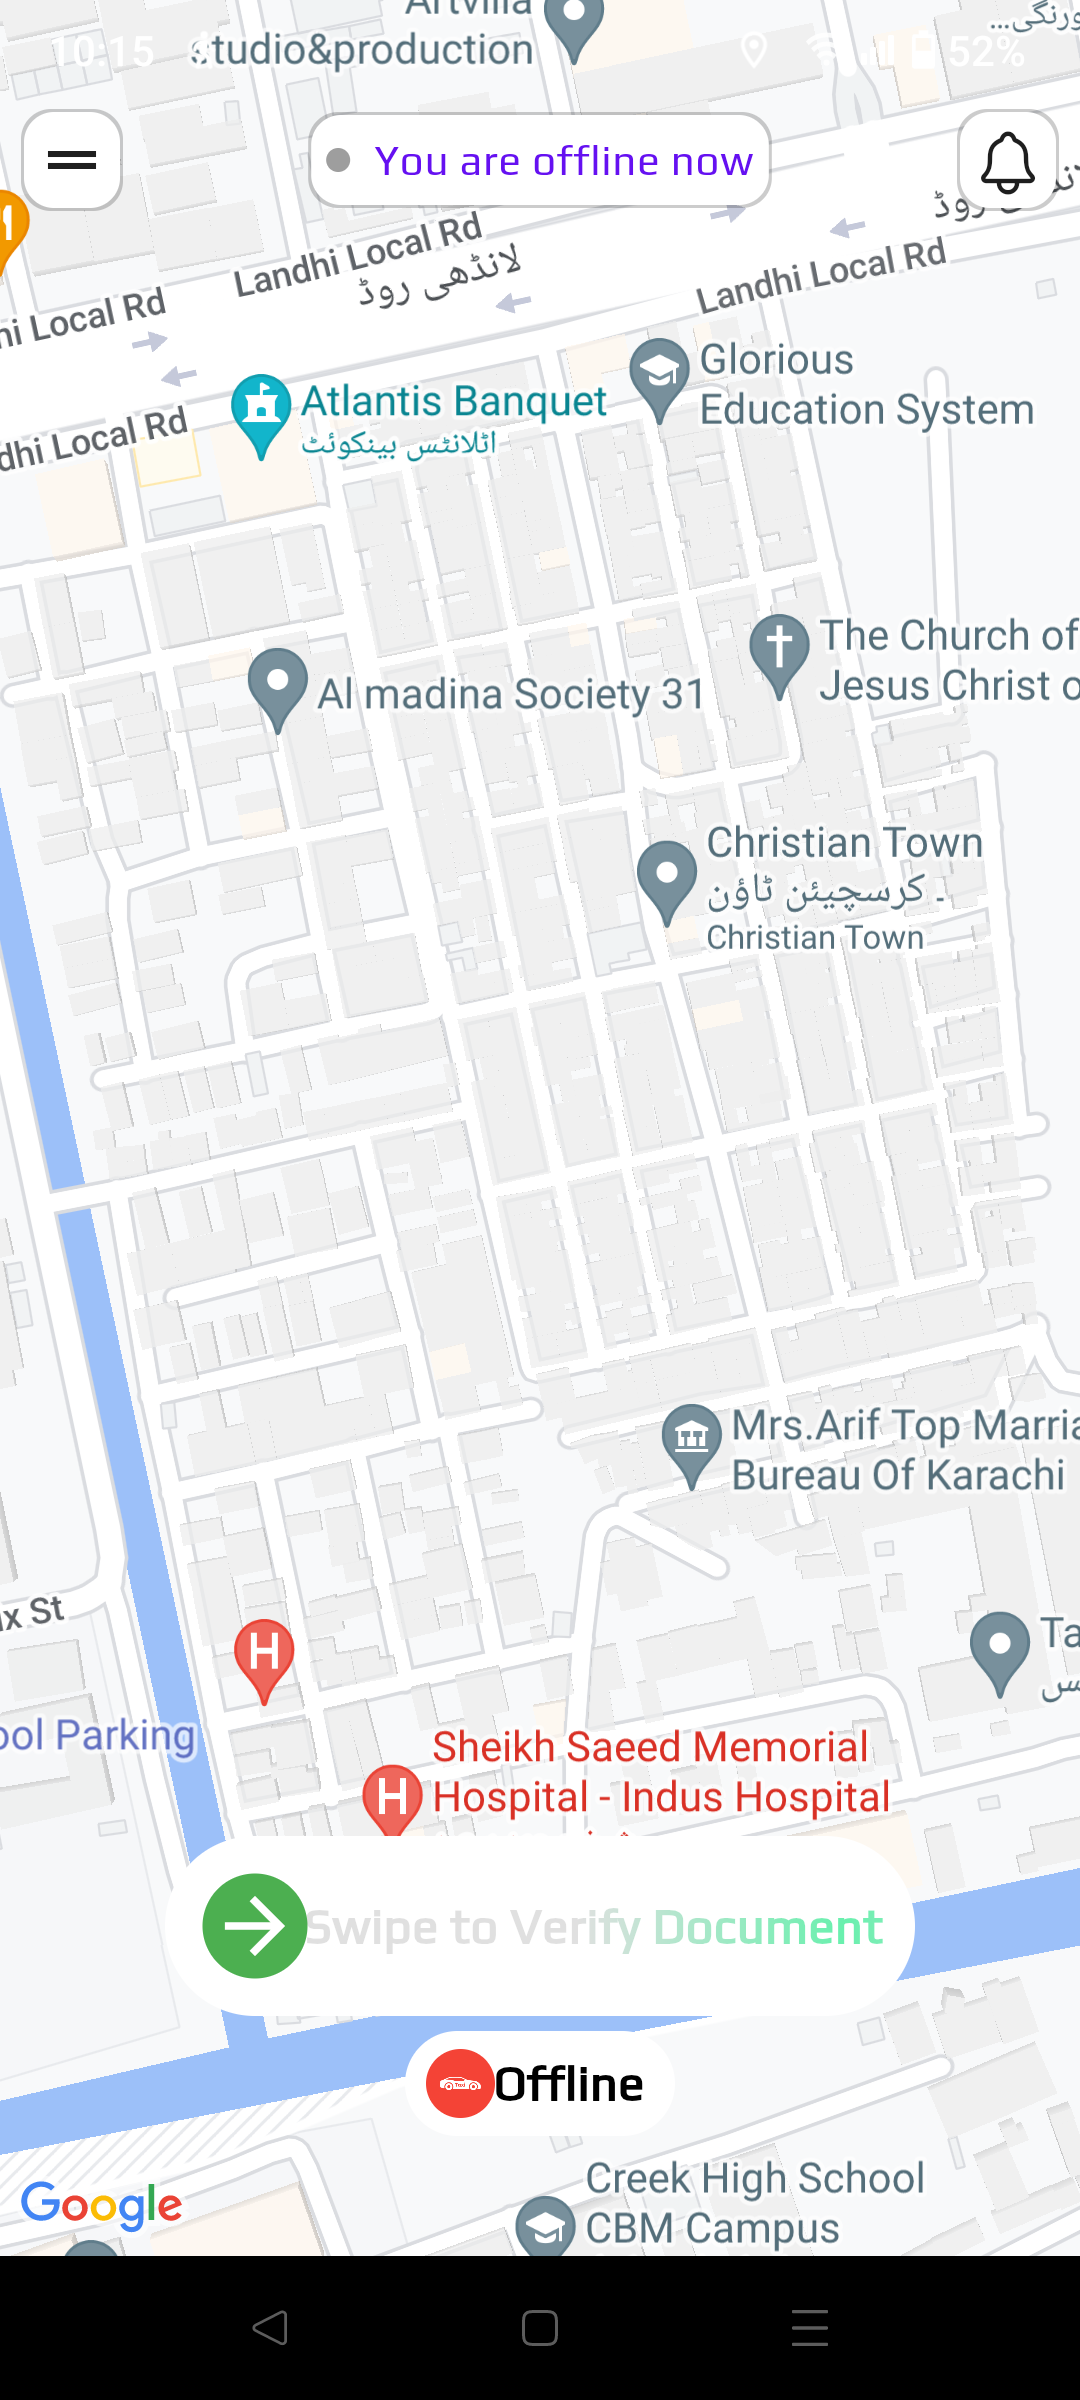 Artvilla
studio&production
10:15
52%
You are offline now
Landhi Local Rd
لانڈھی روڈ
Landhi Local Rd
Local Rd
Local Rd
Atlantis Banquet
اٹلانٹس بینکوئٹ
Glorious
Education System
The Church of
Jesus Christ o
Al madina Society 31
Christian Town
کرسچیئن ٹاؤن -
Christian Town
Mrs.Arif Top Marria
Bureau Of Karachi
x St
Ta
ool Parking
Sheikh Saeed Memorial
Hospital - Indus Hospital
Swipe to Verify Document
Offline
Google
Creek High School
CBM Campus